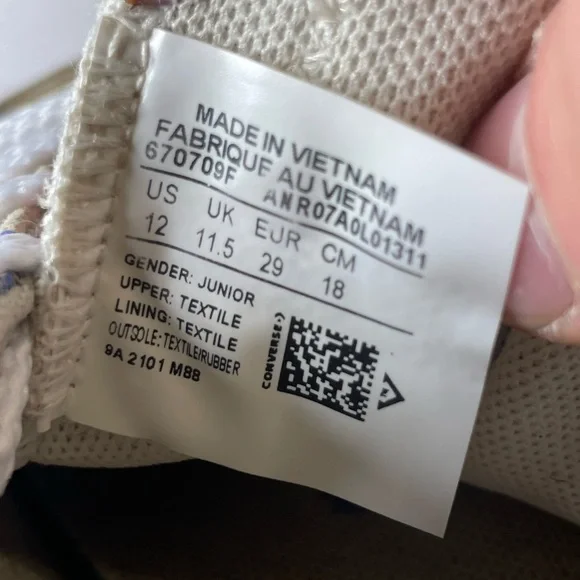 MADE IN VIETNAM
FABRIQUE AU VIETNAM
670709F ANR07A0L01311
US UK EUR CM
12 11.5 29 18
GENDER: JUNIOR
UPPER: TEXTILE
LINING: TEXTILE
OUTSOLE: TEXTILE/RUBBER
9A 2101 M88
CONVERSE